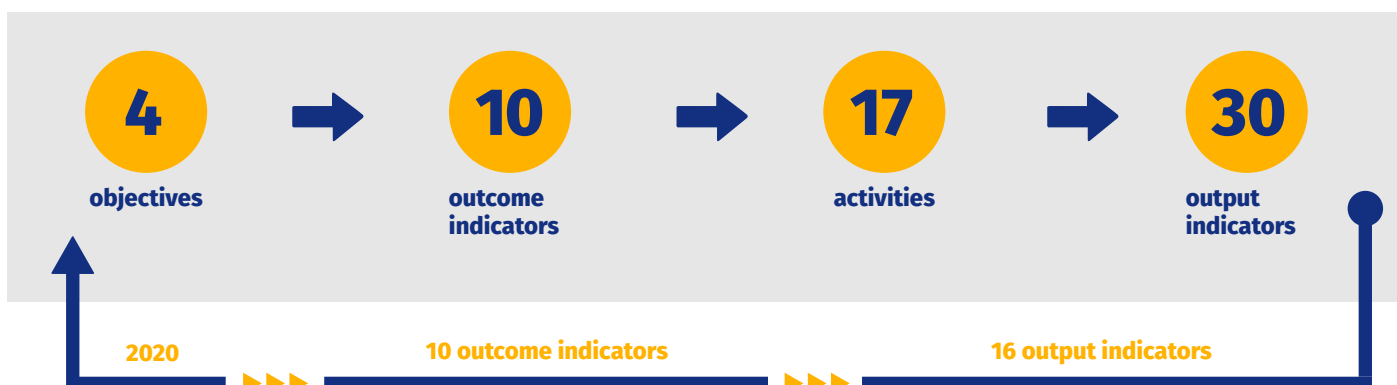 4
10
17
30
objectives
outcome
indicators
activities
output
indicators
2020
10 outcome indicators
16 output indicators